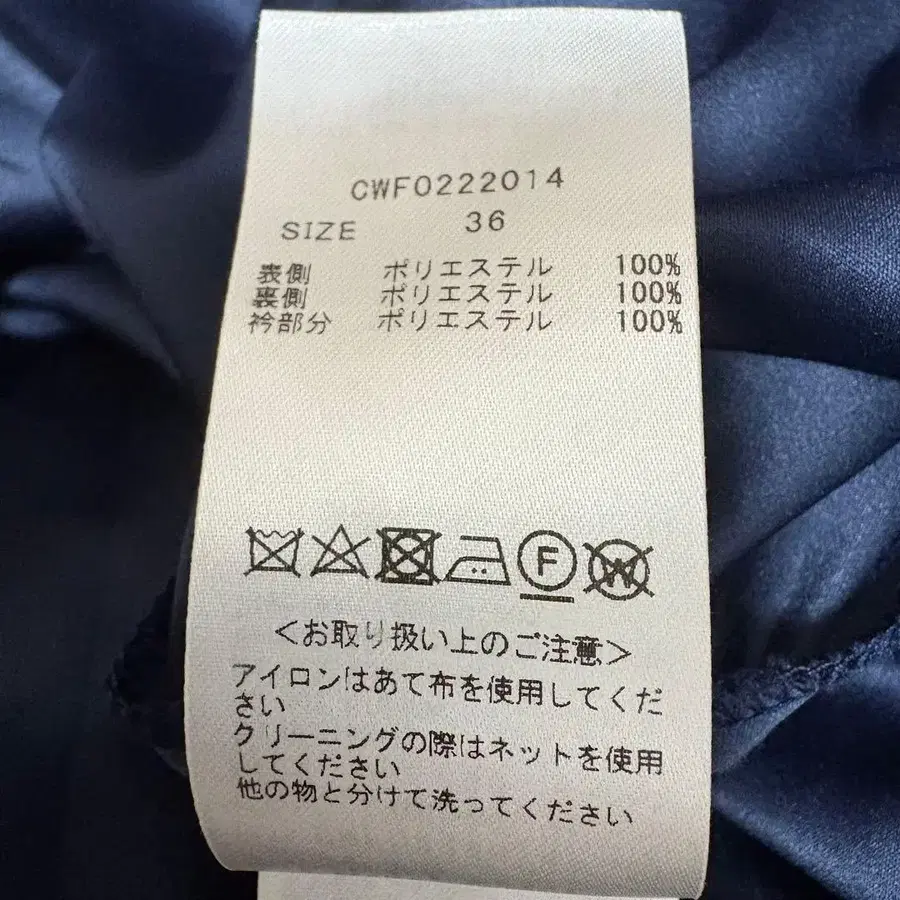 CWF0222014
SIZE 36
表側 ポリエステル 100%
裏側 ポリエステル 100%
衿部分 ポリエステル 100%
F W
<お取り扱い上のご注意>
アイロンはあて布を使用してくだ
さい
クリーニングの際はネットを使用
してください
他の物と分けて洗ってください